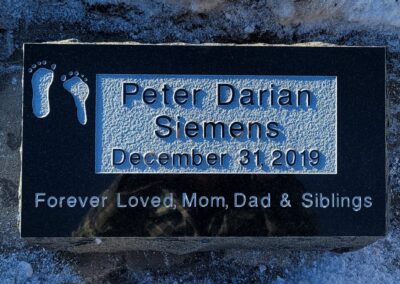 Peter Darian
Siemens
December 31 2019
Forever Loved, Mom, Dad & Siblings